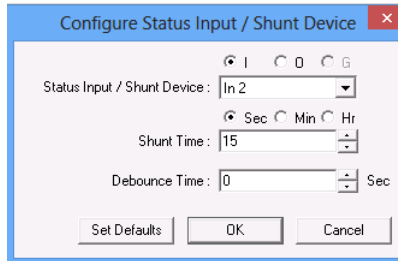 Configure Status Input / Shunt Device
I O G
Status Input / Shunt Device : In 2
Sec Min Hr
Shunt Time : 15
Debounce Time : 0 Sec
Set Defaults OK Cancel